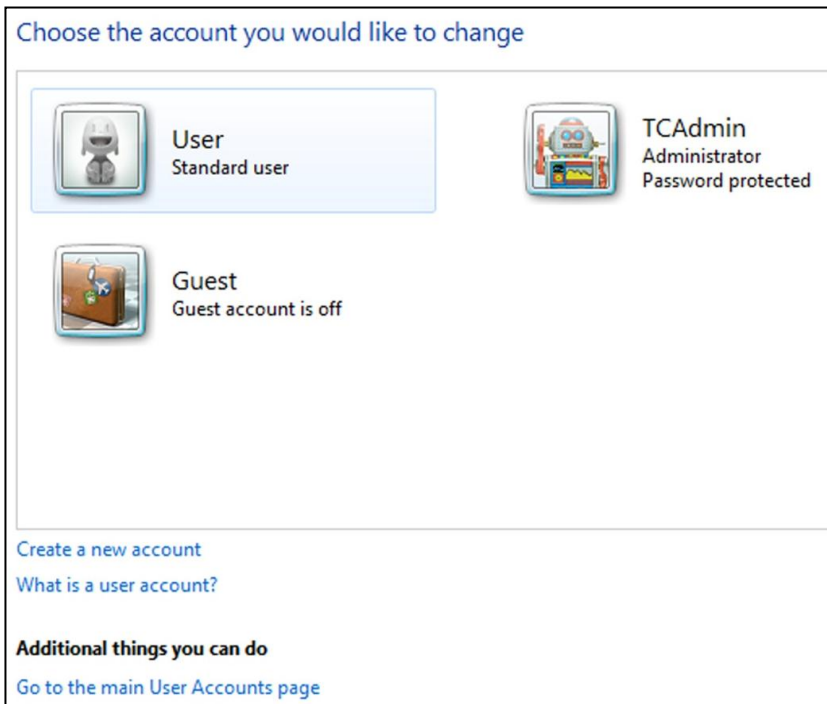 Choose the account you would like to change
User
Standard user
TCAdmin
Administrator
Password protected
Guest
Guest account is off
Create a new account
What is a user account?
Additional things you can do
Go to the main User Accounts page